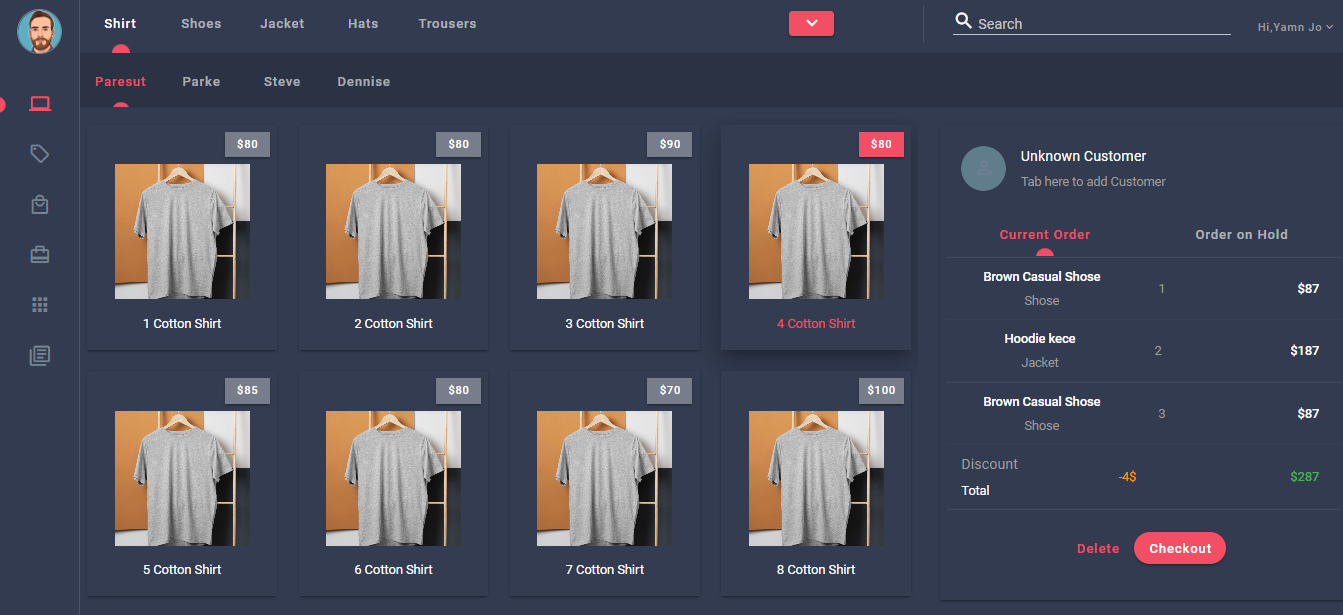 Shirt Shoes Jacket Hats Trousers
Search
Hi,Yamn Jo
Paresut Parke Steve Dennise
$80 $80 $90 $80
1 Cotton Shirt 2 Cotton Shirt 3 Cotton Shirt 4 Cotton Shirt
$85 $80 $70 $100
5 Cotton Shirt 6 Cotton Shirt 7 Cotton Shirt 8 Cotton Shirt
Unknown Customer
Tab here to add Customer
Current Order Order on Hold
Brown Casual Shose
Shose
1 $87
Hoodie kece
Jacket
2 $187
Brown Casual Shose
Shose
3 $87
Discount
Total
-4$ $287
Delete Checkout